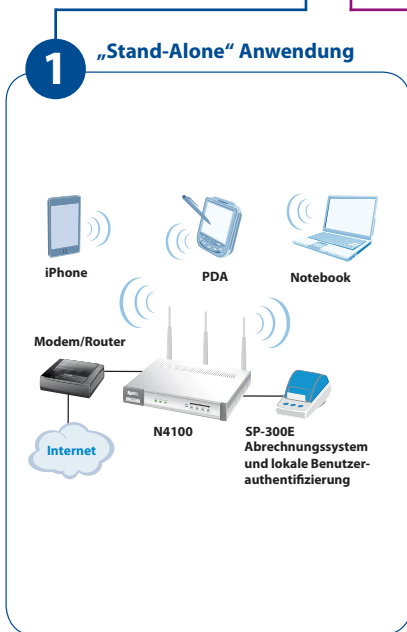 1
„Stand-Alone“ Anwendung
iPhone
PDA
Notebook
Modem/Router
Internet
N4100
SP-300E
Abrechnungssystem
und lokale Benutzer-
authentifizierung